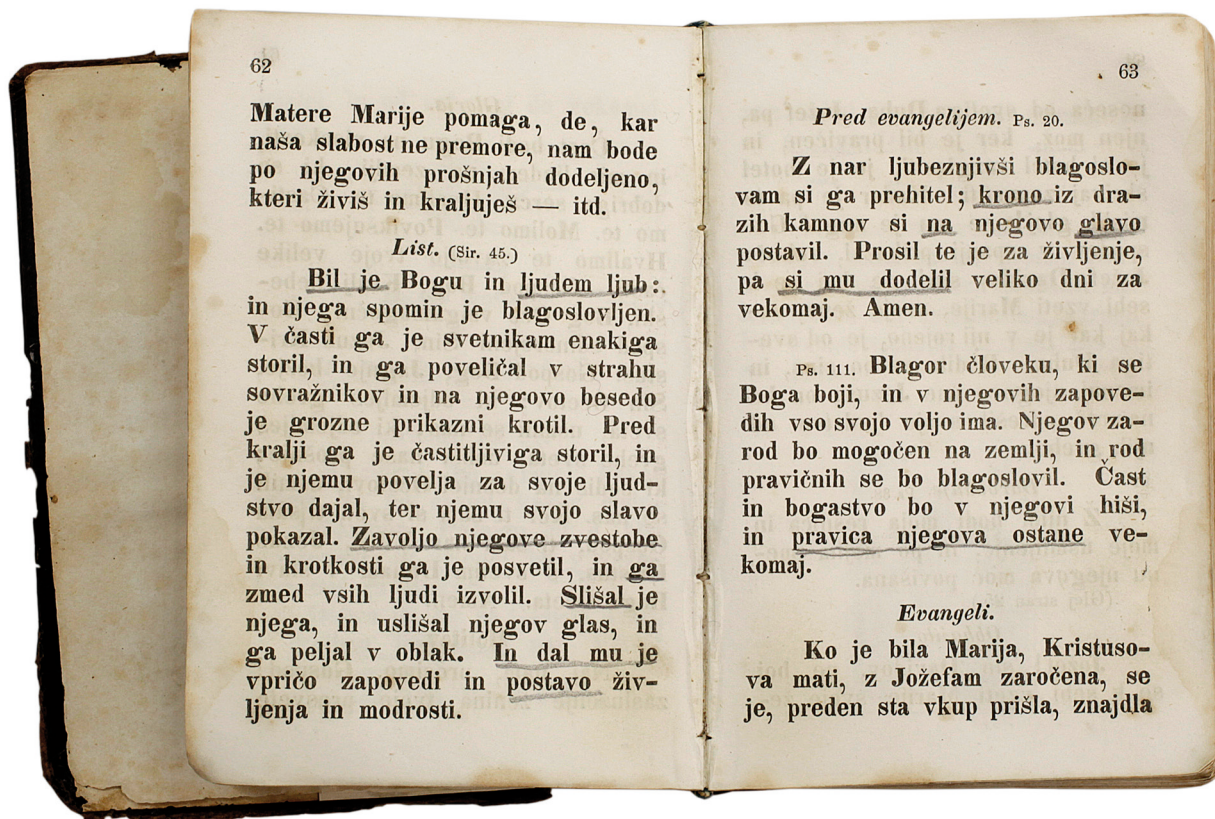 62
Matere Marije pomaga, de, kar
naša slabost ne premore, nam bode
po njegovih prošnjah dodeljeno,
kteri živiš in kraljuješ — itd.
List. (Sir. 45.)
Bil je Bogu in ljudem ljub:
in njega spomin je blagoslovljen.
V časti ga je svetnikam enakiga
storil, in ga poveličal v strahu
sovražnikov in na njegovo besedo
je grozne prikazni krotil. Pred
kralji ga je častitljiviga storil, in
je njemu povelja za svoje ljud-
stvo dajal, ter njemu svojo slavo
pokazal. Zavoljo njegove zvestobe
in krotkosti ga je posvetil, in ga
zmed vsih ljudi izvolil. Slišal je
njega, in uslišal njegov glas, in
ga peljal v oblak. In dal mu je
vpričo zapovedi in postavo živ-
ljenja in modrosti.
63
Pred evangelijem. Ps. 20.
Z nar ljubeznjivši blagoslo-
vam si ga prehitel; krono iz dra-
zih kamnov si na njegovo glavo
postavil. Prosil te je za življenje,
pa si mu dodelil veliko dni za
vekomaj. Amen.
Ps. 111. Blagor človeku, ki se
Boga boji, in v njegovih zapove-
dih vso svojo voljo ima. Njegov za-
rod bo mogočen na zemlji, in rod
pravičnih se bo blagoslovil. Čast
in bogastvo bo v njegovi hiši,
in pravica njegova ostane ve-
komaj.
Evangeli.
Ko je bila Marija, Kristuso-
va mati, z Jožefam zaročena, se
je, preden sta vkup prišla, znajdla